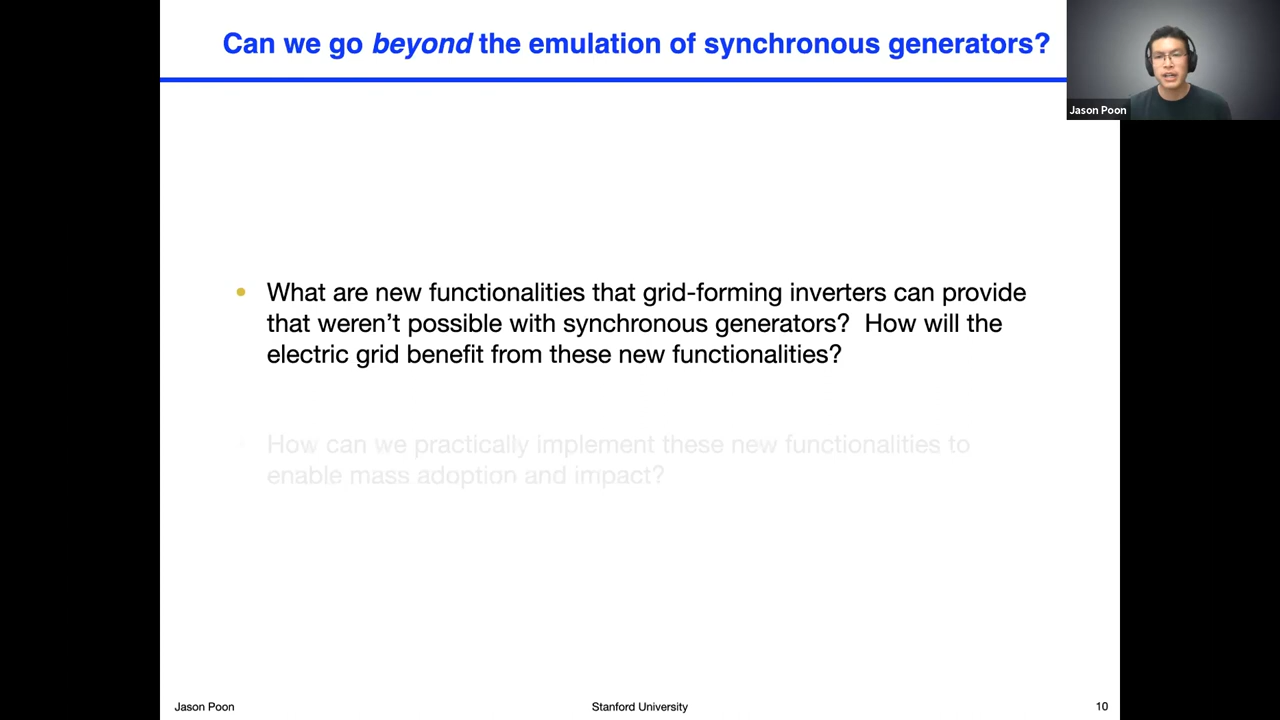 Can we go beyond the emulation of synchronous generators?
Jason Poon
What are new functionalities that grid-forming inverters can provide
that weren't possible with synchronous generators?  How will the
electric grid benefit from these new functionalities?
How can we practically implement these new functionalities to
enable mass adoption and impact?
Jason Poon
Stanford University
10